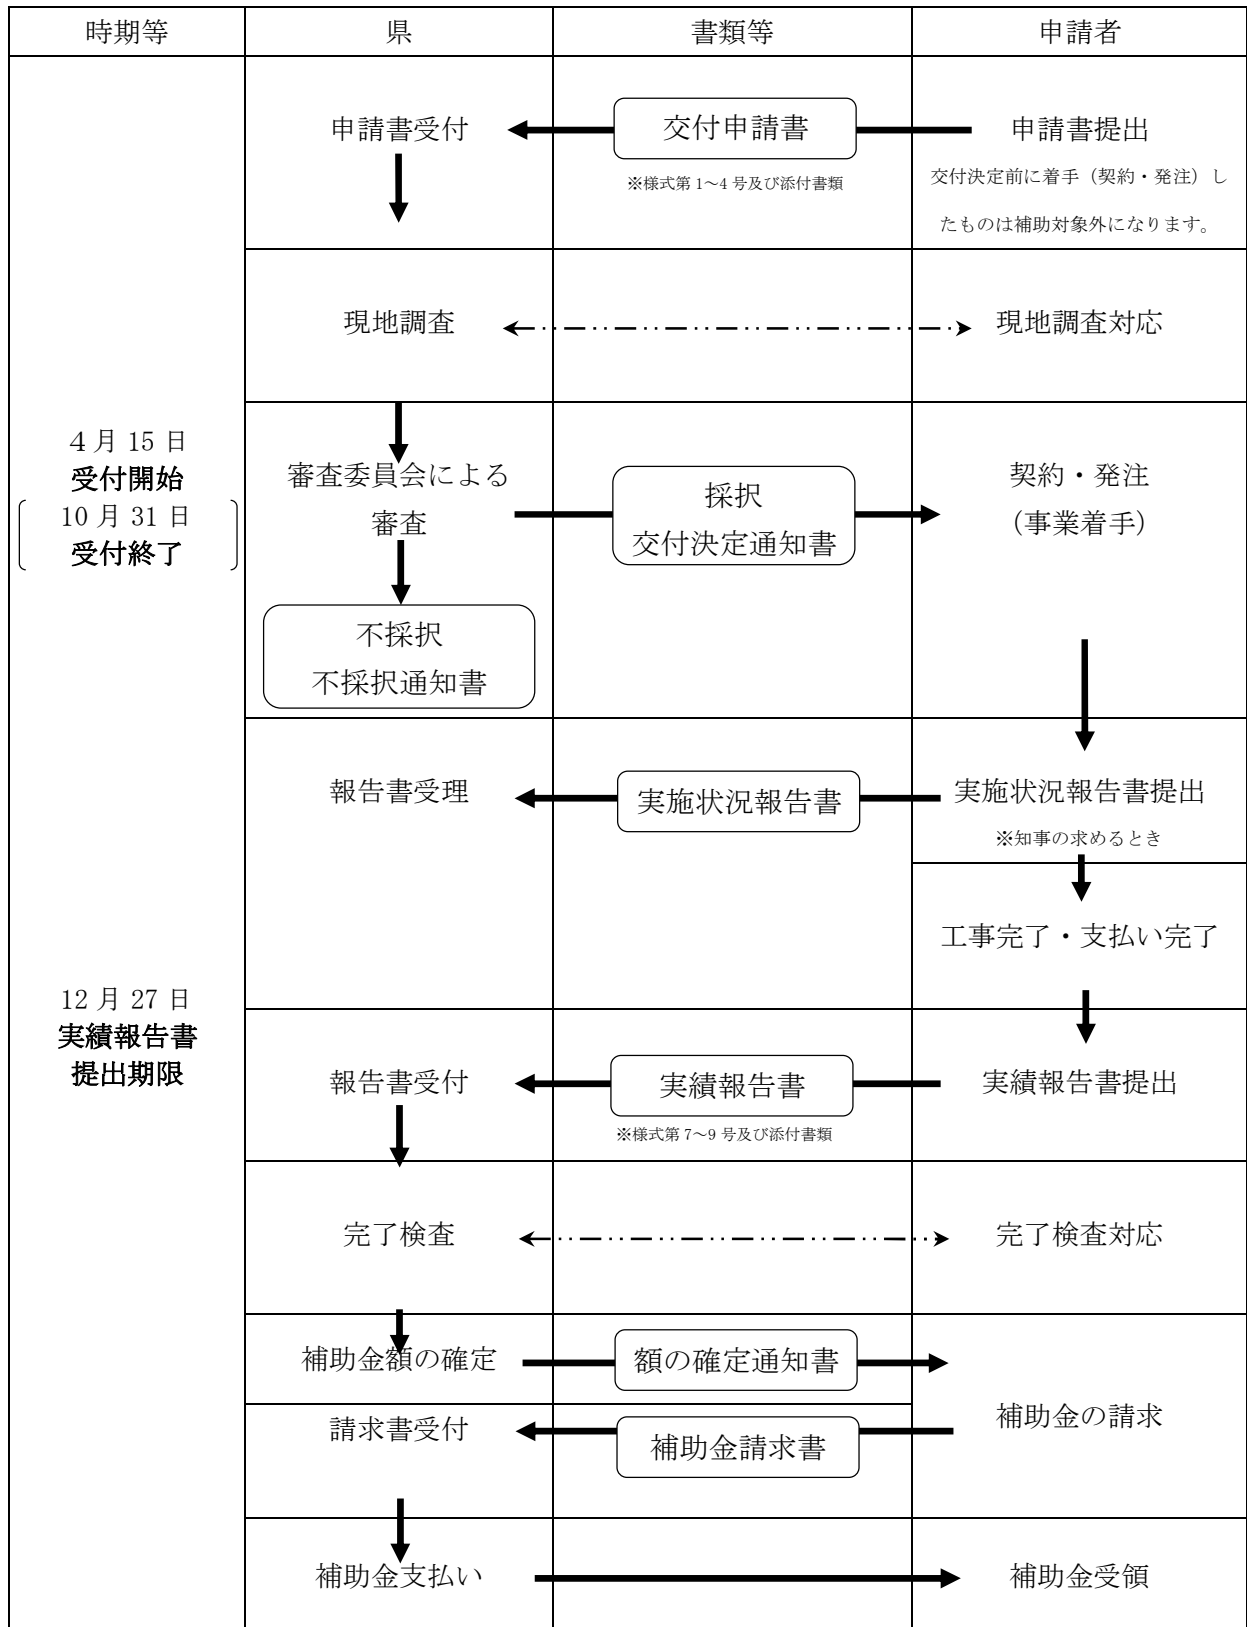 時期等
県
書類等
申請者
申請書受付
交付申請書
申請書提出
※様式第1～4号及び添付書類
交付決定前に着手（契約・発注）し
たものは補助対象外になります。
現地調査
現地調査対応
4月15日
受付開始
10月31日
受付終了
審査委員会による
審査
採択
交付決定通知書
契約・発注
（事業着手）
不採択
不採択通知書
報告書受理
実施状況報告書
実施状況報告書提出
※知事の求めるとき
工事完了・支払い完了
12月27日
実績報告書
提出期限
報告書受付
実績報告書
実績報告書提出
※様式第7～9号及び添付書類
完了検査
完了検査対応
補助金額の確定
額の確定通知書
補助金の請求
請求書受付
補助金請求書
補助金支払い
補助金受領